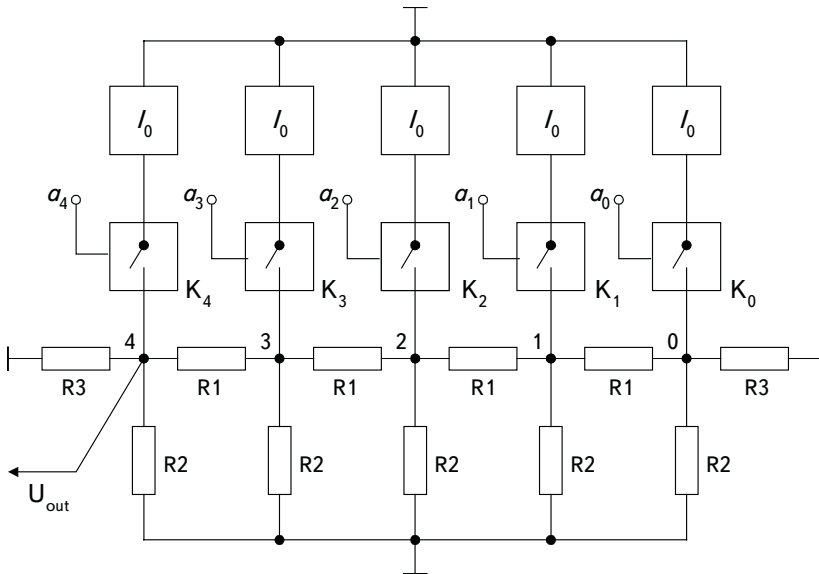 I₀ I₀ I₀ I₀ I₀
a₄ a₃ a₂ a₁ a₀
K₄ K₃ K₂ K₁ K₀
4 3 2 1 0
R3 R1 R1 R1 R1 R3
R2 R2 R2 R2 R2
U_out